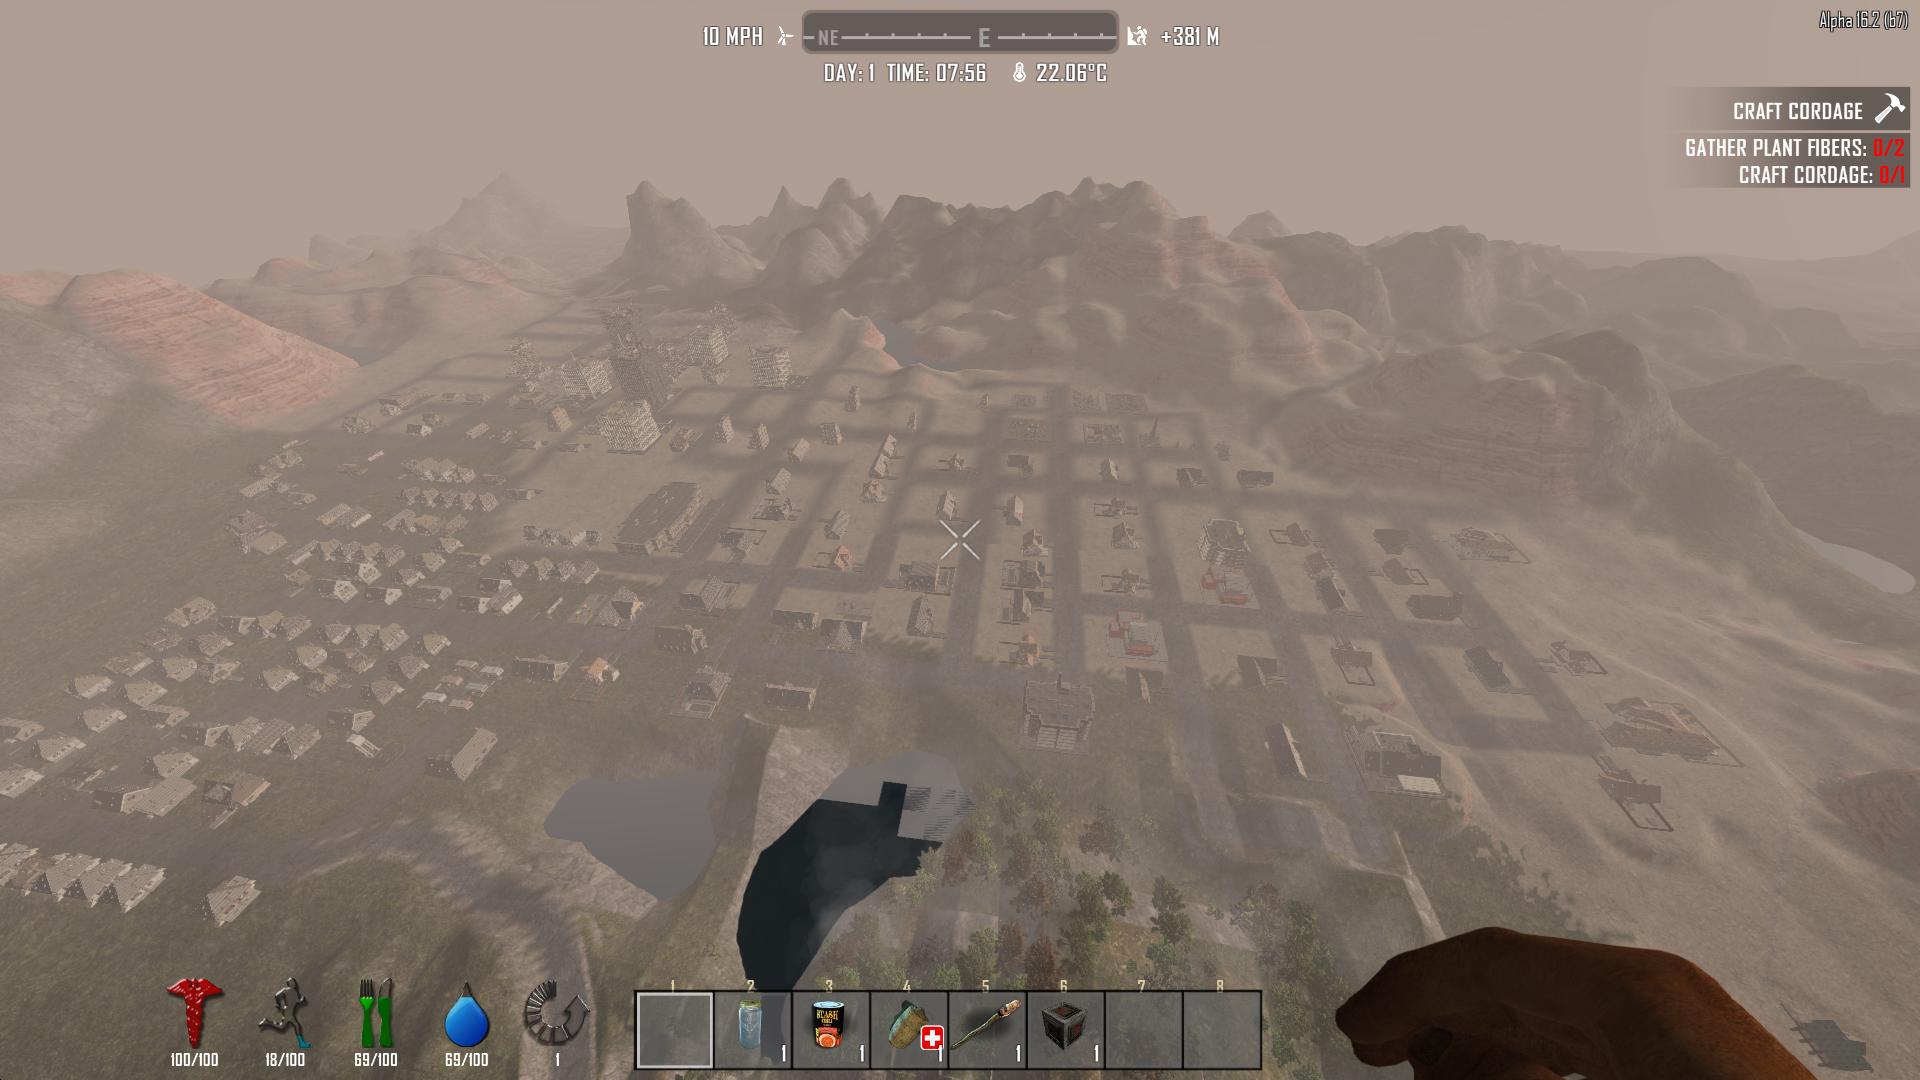 Alpha 16.2 (b7)
10 MPH NE E +381 M
DAY: 1 TIME: 07:56 22.06°C
CRAFT CORDAGE
GATHER PLANT FIBERS: 0/2
CRAFT CORDAGE: 0/1
1 2 3 4 5 6 7 8
1 1 1 1 1
100/100 18/100 69/100 69/100 1